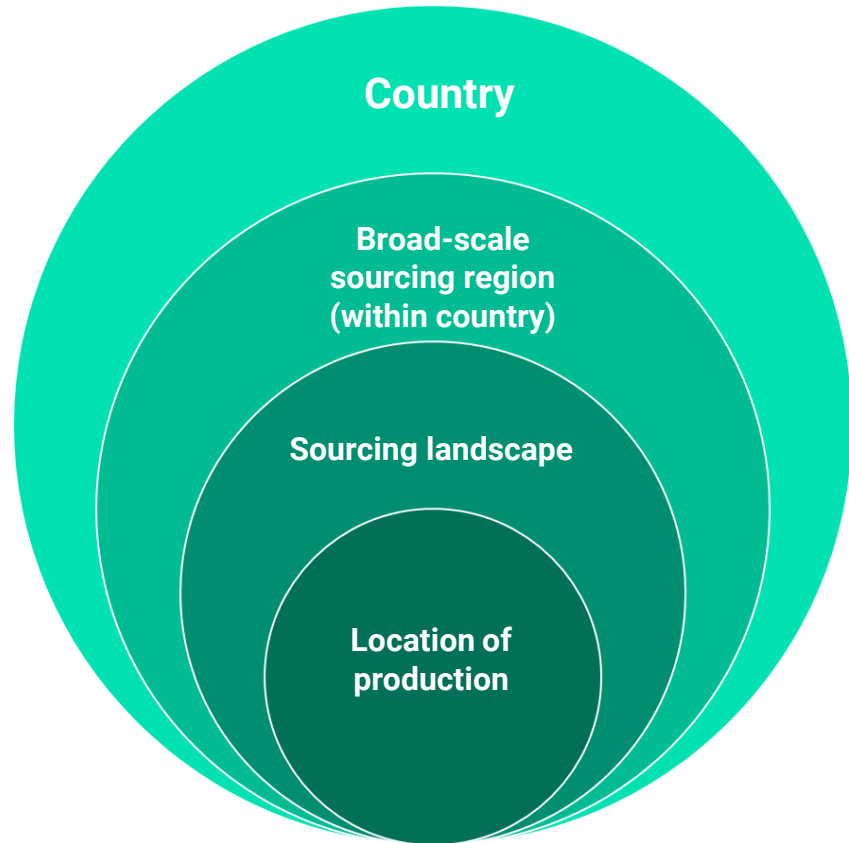 Country
Broad-scale
sourcing region
(within country)
Sourcing landscape
Location of
production